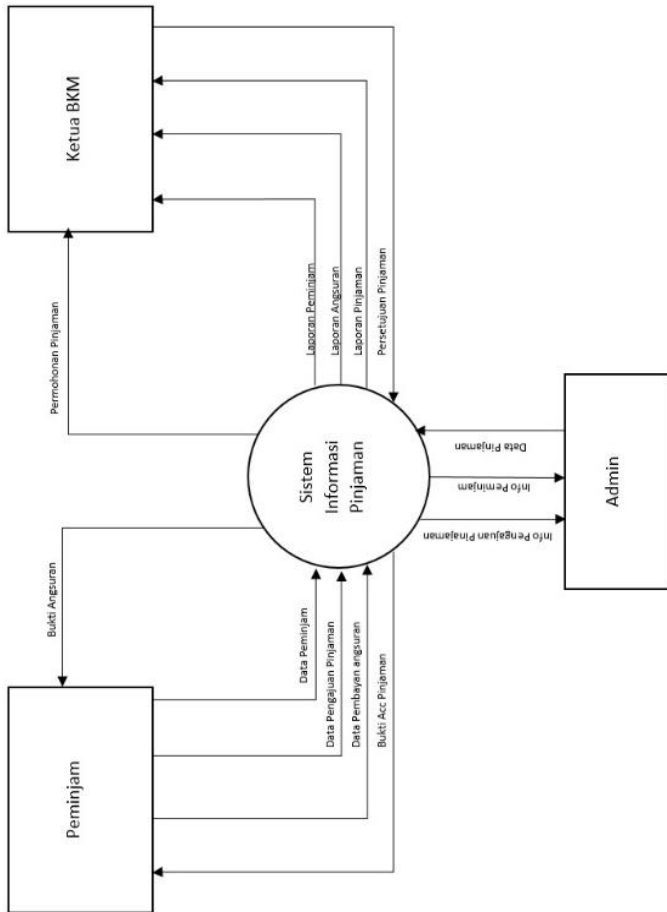 Peminjam
Ketua BKM
Bukti Angsuran
Permohonan Pinjaman
Sistem
Informasi
Pinjaman
Data Peminjam
Data Pengajuan Pinjaman
Data Pembayan angsuran
Bukti Acc Pinjaman
Laporan Peminjam
Laporan Angsuran
Laporan Pinjaman
Persetujuan Pinjaman
Info Pengajuan Pinajaman
Info Peminjam
Data Pinjaman
Admin